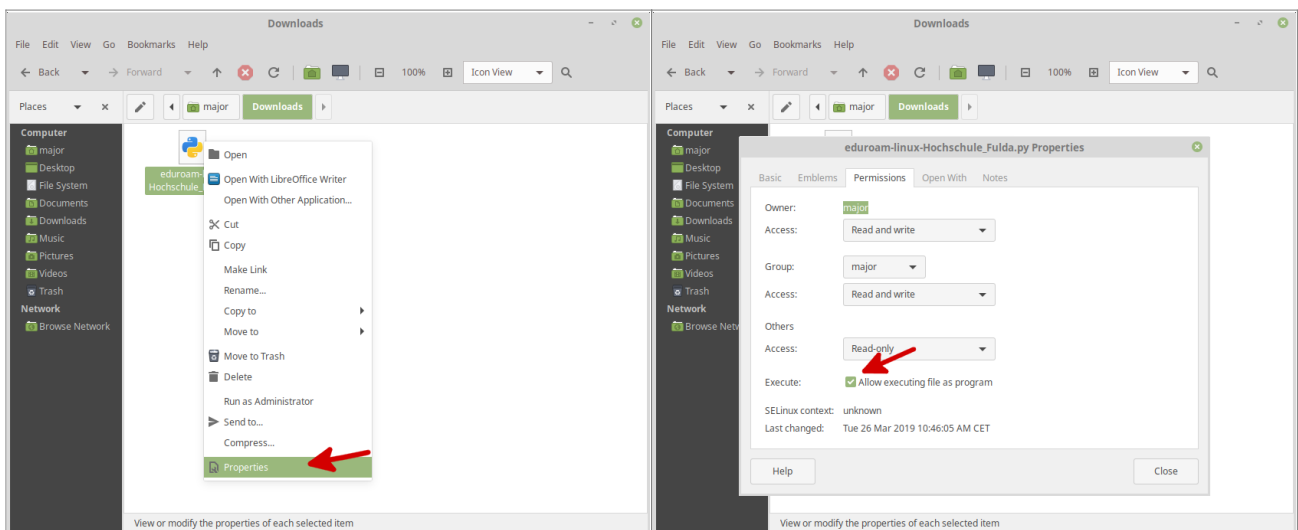 Downloads
File Edit View Go Bookmarks Help
Back Forward 100% Icon View
Places major Downloads
Computer
major
Desktop
File System
Documents
Downloads
Music
Pictures
Videos
Trash
Network
Browse Network
eduroam-
Hochschule_
Open
Open With LibreOffice Writer
Open With Other Application...
Cut
Copy
Make Link
Rename...
Copy to
Move to
Move to Trash
Delete
Run as Administrator
Send to...
Compress...
Properties
View or modify the properties of each selected item
Downloads
File Edit View Go Bookmarks Help
Back Forward 100% Icon View
Places major Downloads
Computer
major
Desktop
File System
Documents
Downloads
Music
Pictures
Videos
Trash
Network
Browse Netw
eduroam-linux-Hochschule_Fulda.py Properties
Basic Emblems Permissions Open With Notes
Owner: major
Access: Read and write
Group: major
Access: Read and write
Others
Access: Read-only
Execute: Allow executing file as program
SELinux context: unknown
Last changed: Tue 26 Mar 2019 10:46:05 AM CET
Help Close
View or modify the properties of each selected item